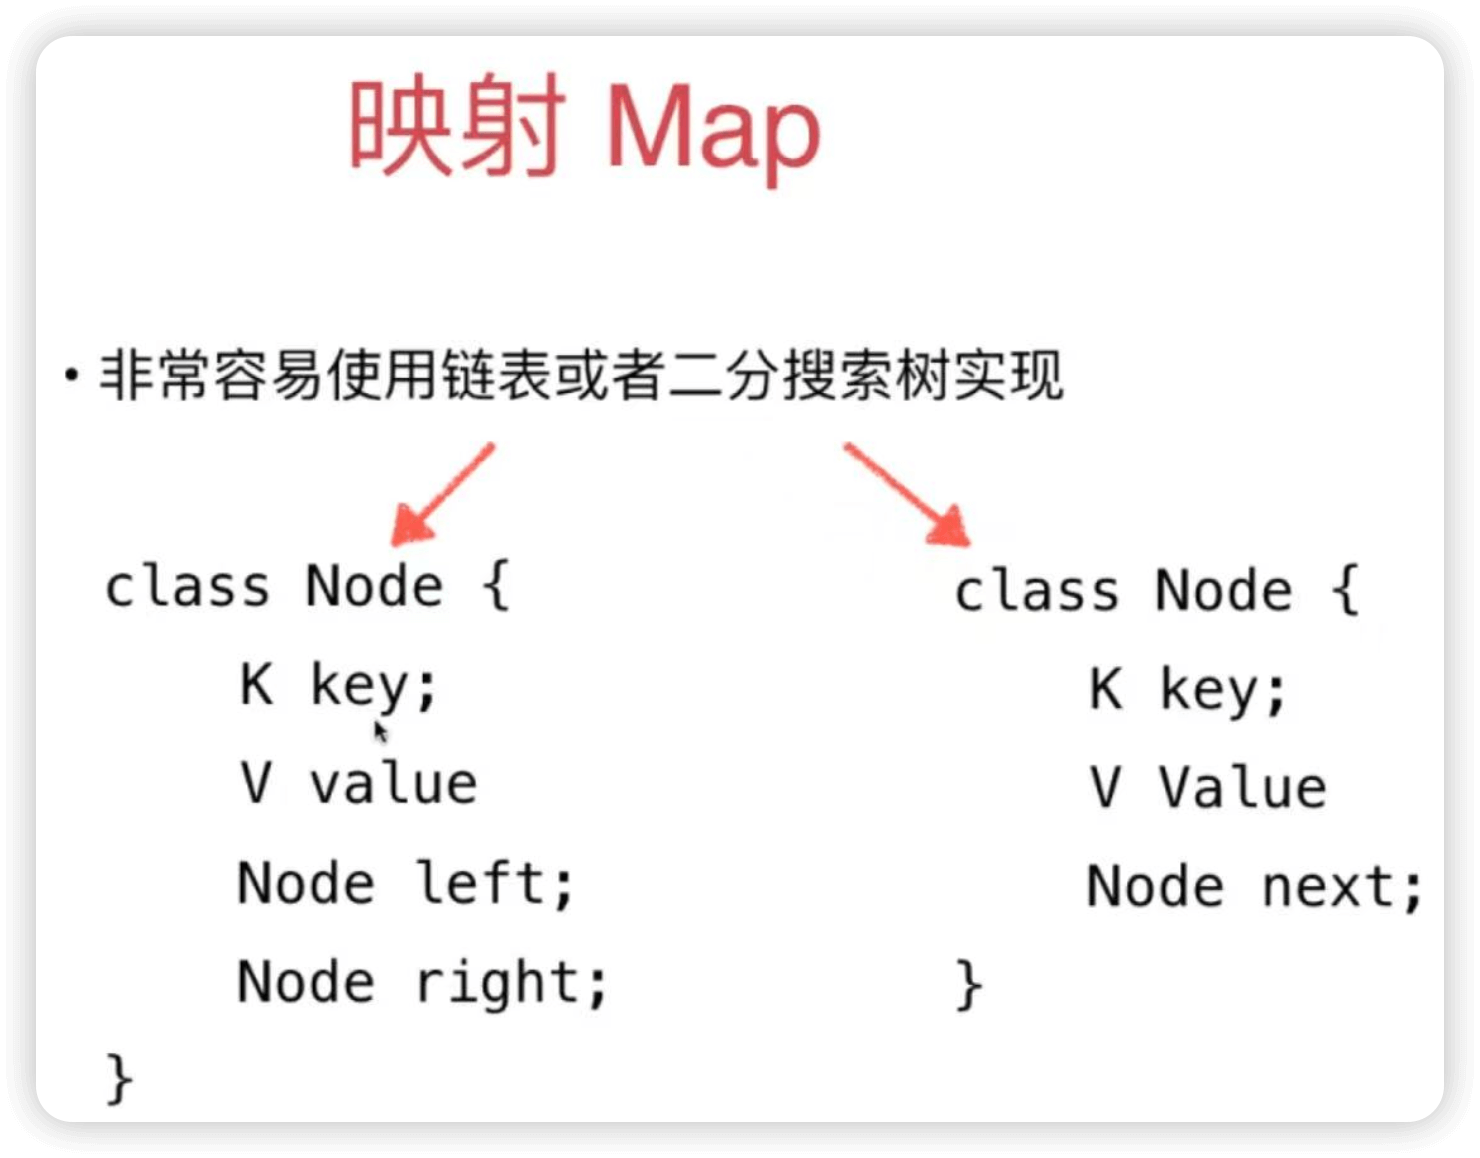 映射 Map
• 非常容易使用链表或者二分搜索树实现
class Node {
K key;
V value
Node left;
Node right;
}
class Node {
K key;
V Value
Node next;
}